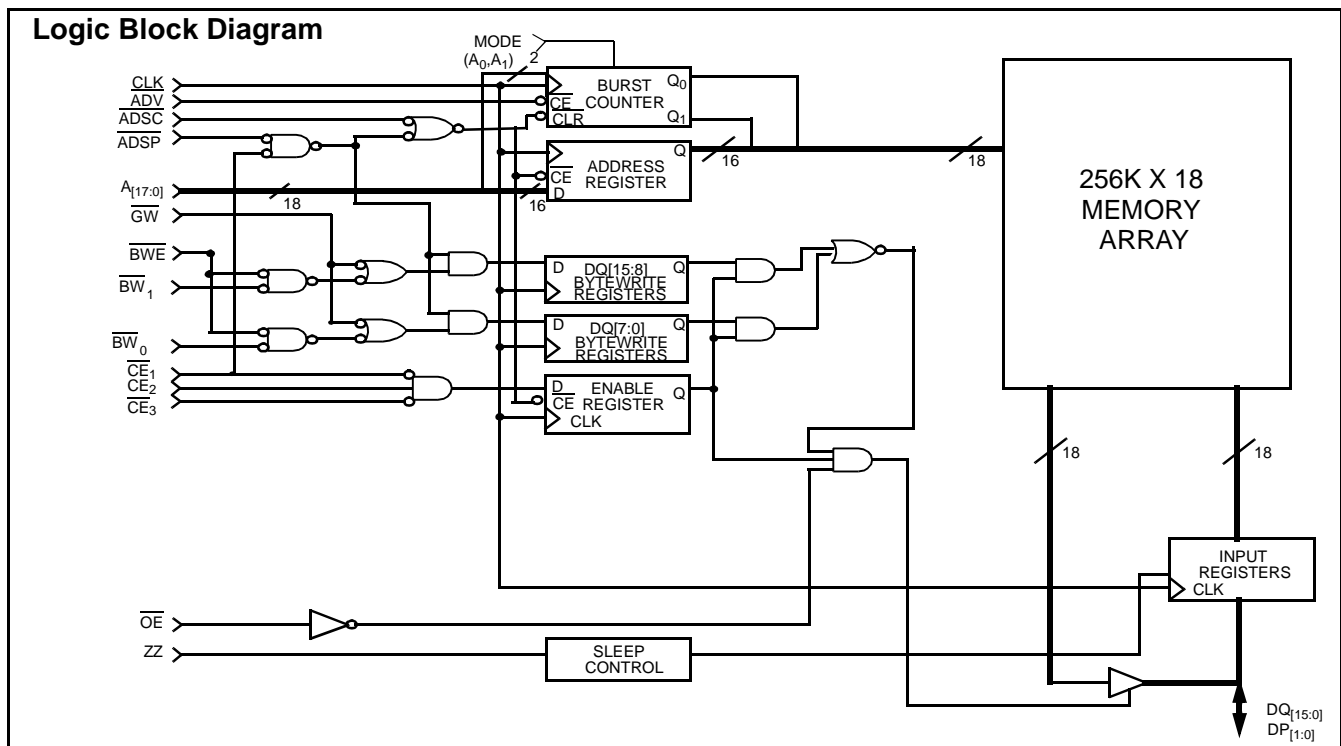 Logic Block Diagram
MODE
(A0,A1)
2
CLK
ADV
ADSC
ADSP
A[17:0]
18
GW
BWE
BW1
BW0
CE1
CE2
CE3
OE
ZZ
BURST
COUNTER
CE
CLR
Q0
Q1
ADDRESS
REGISTER
CE
D
Q
16
16
18
D
DQ[15:8]
BYTEWRITE
REGISTERS
Q
D
DQ[7:0]
BYTEWRITE
REGISTERS
Q
D
ENABLE
REGISTER
CE
CLK
Q
SLEEP
CONTROL
256K X 18
MEMORY
ARRAY
18
18
INPUT
REGISTERS
CLK
DQ[15:0]
DP[1:0]